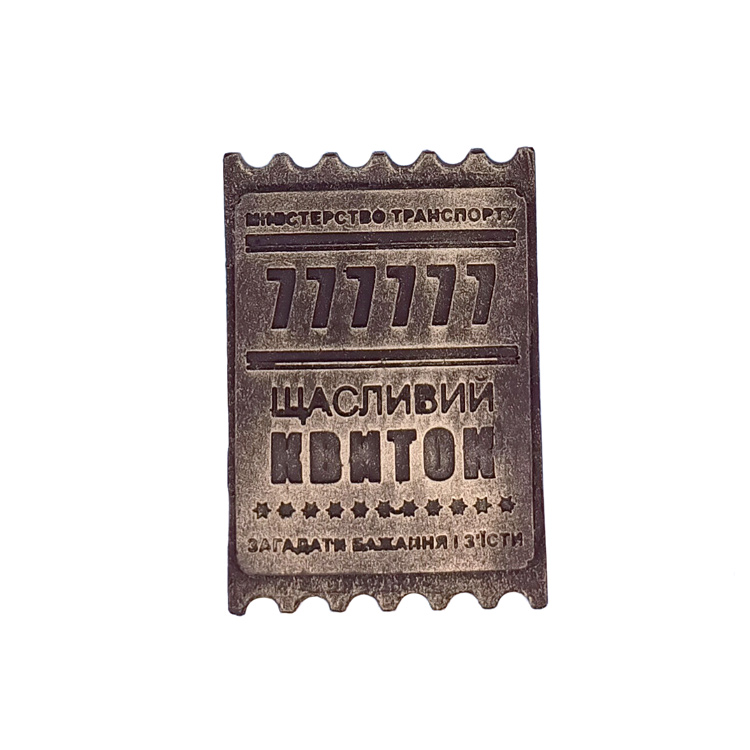 МІНІСТЕРСТВО ТРАНСПОРТУ
777777
ЩАСЛИВИЙ
КВИТОК
ЗАГАДАТИ БАЖАННЯ І З'ЇСТИ